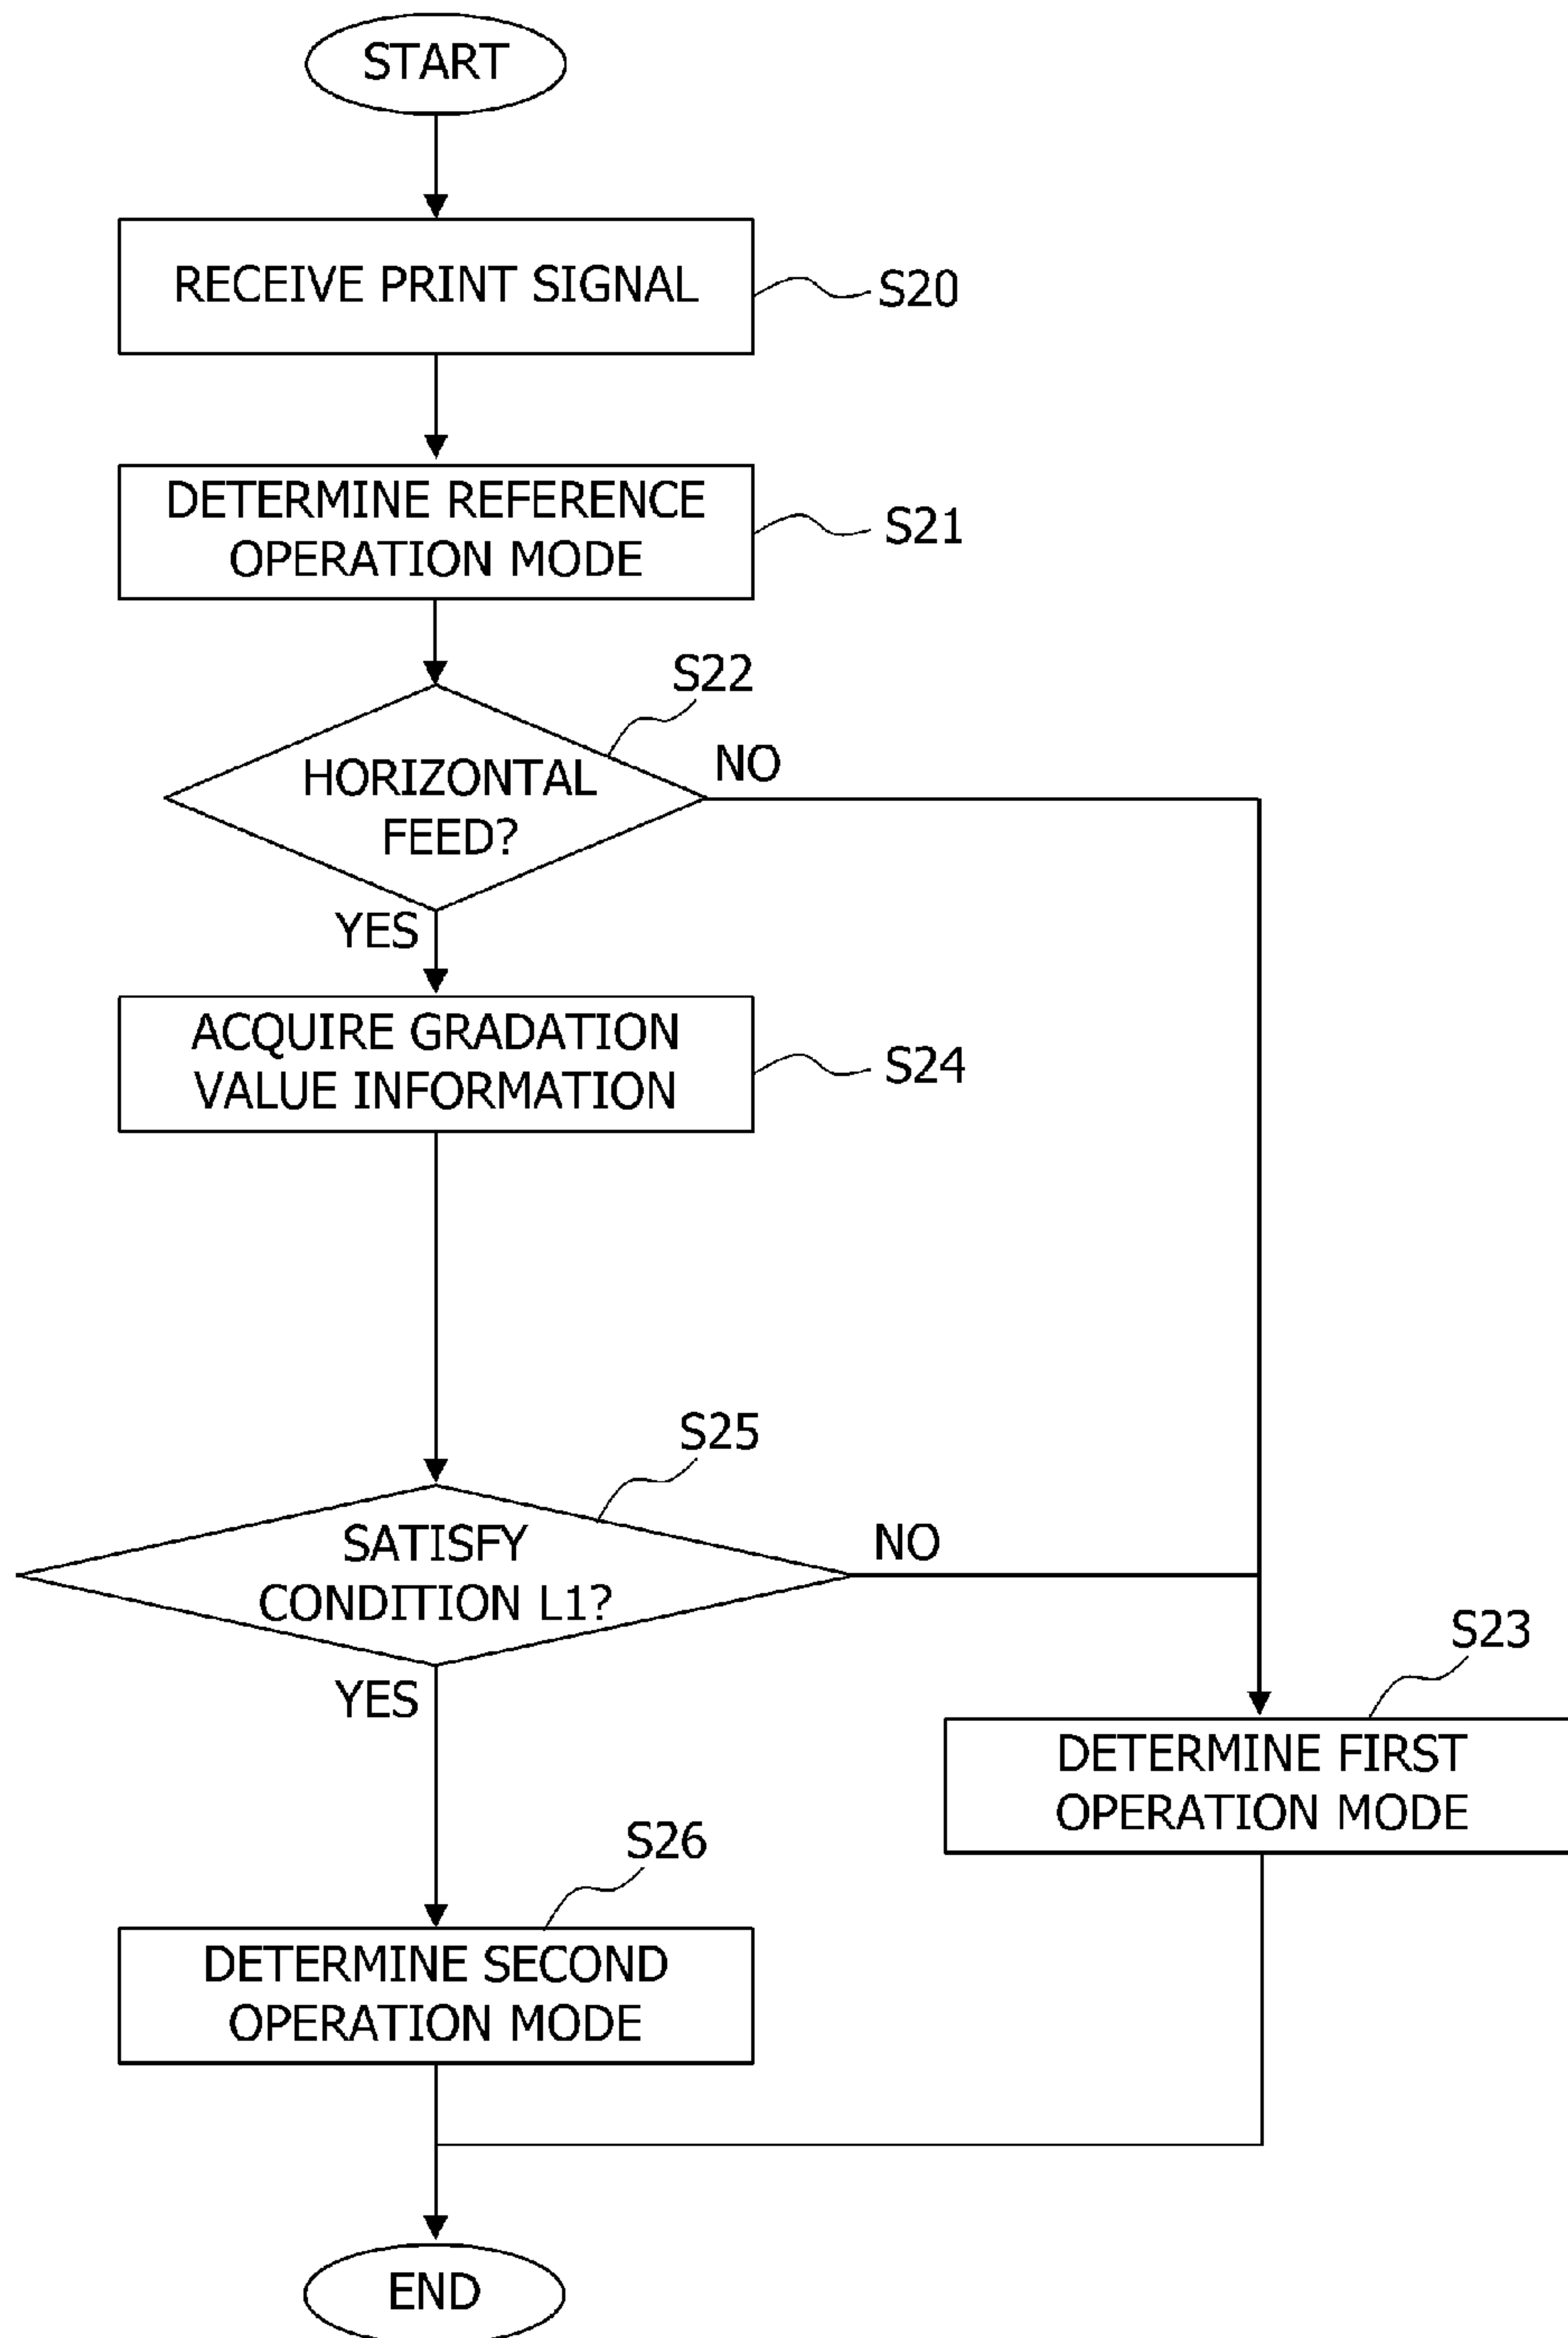 START
RECEIVE PRINT SIGNAL
S20
DETERMINE REFERENCE
OPERATION MODE
S21
S22
HORIZONTAL
FEED?
NO
YES
ACQUIRE GRADATION
VALUE INFORMATION
S24
S25
SATISFY
CONDITION L1?
NO
YES
S23
DETERMINE FIRST
OPERATION MODE
S26
DETERMINE SECOND
OPERATION MODE
END